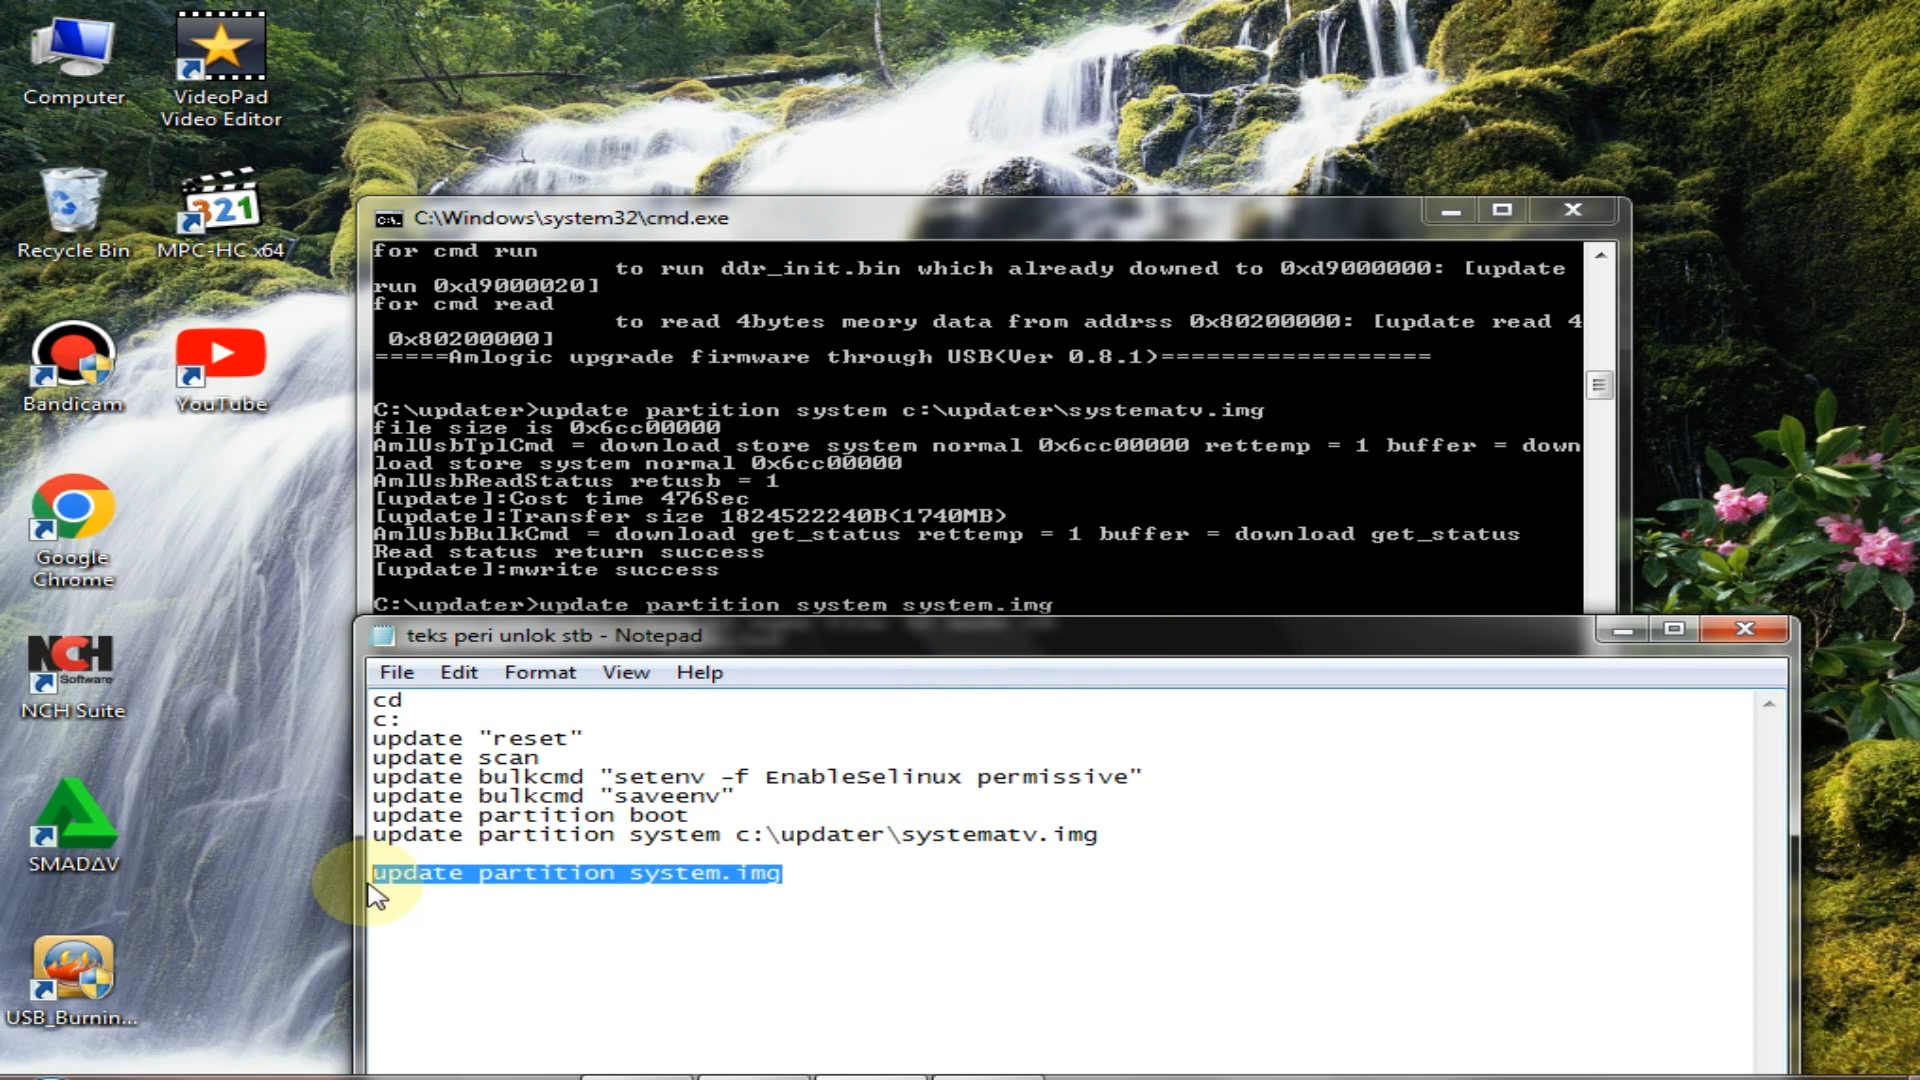 Computer
VideoPad
Video Editor
Recycle Bin
MPC-HC x64
321
Bandicam
YouTube
Google
Chrome
NCH
Software
NCH Suite
SMADΔV
USB_Burnin...
C:\Windows\system32\cmd.exe
for cmd run
to run ddr_init.bin which already downed to 0xd9000000: [update
run 0xd9000020]
for cmd read
to read 4bytes meory data from addrss 0x80200000: [update read 4
0x80200000]
=====Amlogic upgrade firmware through USB(Ver 0.8.1)==================
C:\updater>update partition system c:\updater\systematv.img
file size is 0x6cc00000
AmlUsbTplCmd = download store system normal 0x6cc00000 rettemp = 1 buffer = down
load store system normal 0x6cc00000
AmlUsbReadStatus retusb = 1
[update]:Cost time 476Sec
[update]:Transfer size 1824522240B(1740MB)
AmlUsbBulkCmd = download get_status rettemp = 1 buffer = download get_status
Read status return success
[update]:mwrite success
C:\updater>update partition system system.img
teks peri unlok stb - Notepad
File Edit Format View Help
cd
c:
update "reset"
update scan
update bulkcmd "setenv -f EnableSelinux permissive"
update bulkcmd "saveenv"
update partition boot
update partition system c:\updater\systematv.img
update partition system.img